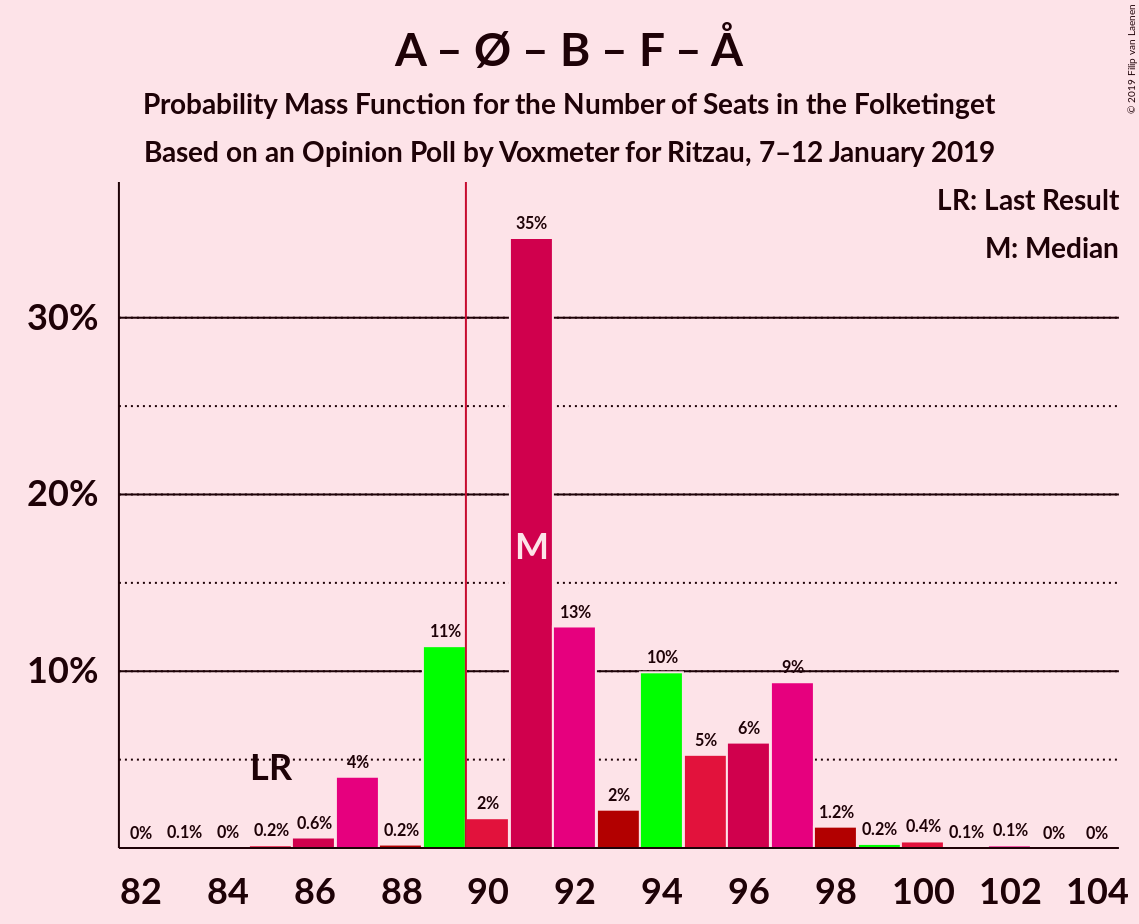 A – Ø – B – F – Å
Probability Mass Function for the Number of Seats in the Folketinget
Based on an Opinion Poll by Voxmeter for Ritzau, 7–12 January 2019
© 2019 Filip van Laenen
LR: Last Result
M: Median
35%
30%
20%
M
13%
11%
10%
10%
9%
6%
5%
LR
4%
2%
2%
1.2%
0% 0.1% 0% 0.2% 0.6% 0.2% 0.2% 0.4% 0.1% 0.1% 0% 0%
82 84 86 88 90 92 94 96 98 100 102 104